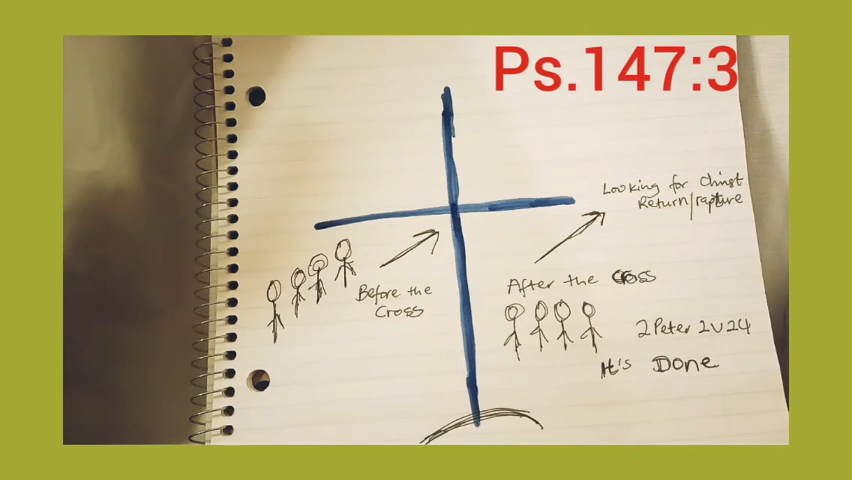 Ps.147:3
Looking for Christ
Return/rapture
Before the
Cross
After the Cross
2 Peter 2v24
It's Done